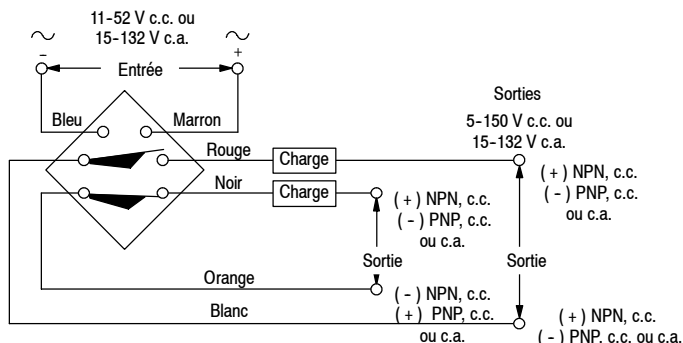 11-52 V c.c. ou
15-132 V c.a.
∼ ∼
− +
Entrée
Bleu
Marron
Rouge
Charge
Noir
Charge
Sorties
5-150 V c.c. ou
15-132 V c.a.
( + ) NPN, c.c.
( - ) PNP, c.c.
ou c.a.
( + ) NPN, c.c.
( - ) PNP, c.c.
ou c.a.
Sortie
Sortie
Orange
Blanc
( - ) NPN, c.c.
( + ) PNP, c.c.
ou c.a.
( + ) NPN, c.c.
( - ) PNP, c.c. ou c.a.